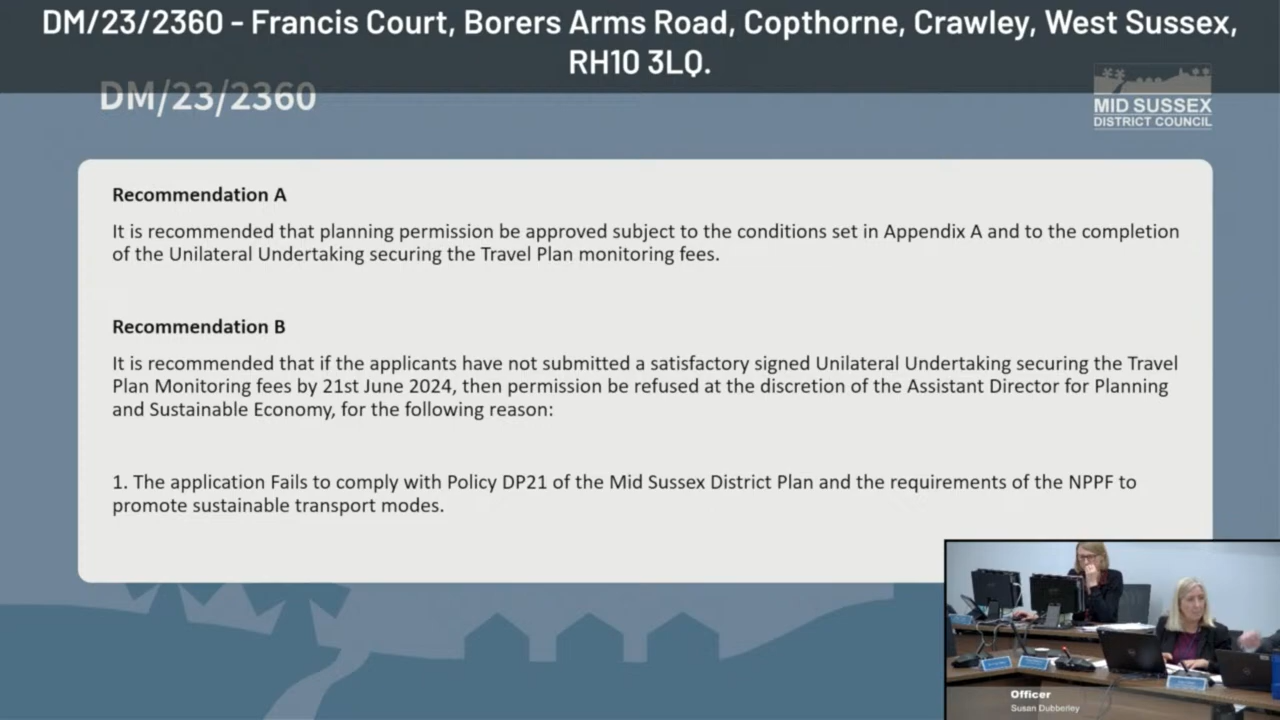 DM/23/2360 - Francis Court, Borers Arms Road, Copthorne, Crawley, West Sussex,
RH10 3LQ.
DM/23/2360
MID SUSSEX
DISTRICT COUNCIL
Recommendation A
It is recommended that planning permission be approved subject to the conditions set in Appendix A and to the completion
of the Unilateral Undertaking securing the Travel Plan monitoring fees.
Recommendation B
It is recommended that if the applicants have not submitted a satisfactory signed Unilateral Undertaking securing the Travel
Plan Monitoring fees by 21st June 2024, then permission be refused at the discretion of the Assistant Director for Planning
and Sustainable Economy, for the following reason:
1. The application Fails to comply with Policy DP21 of the Mid Sussex District Plan and the requirements of the NPPF to
promote sustainable transport modes.
Officer
Susan Dubberley